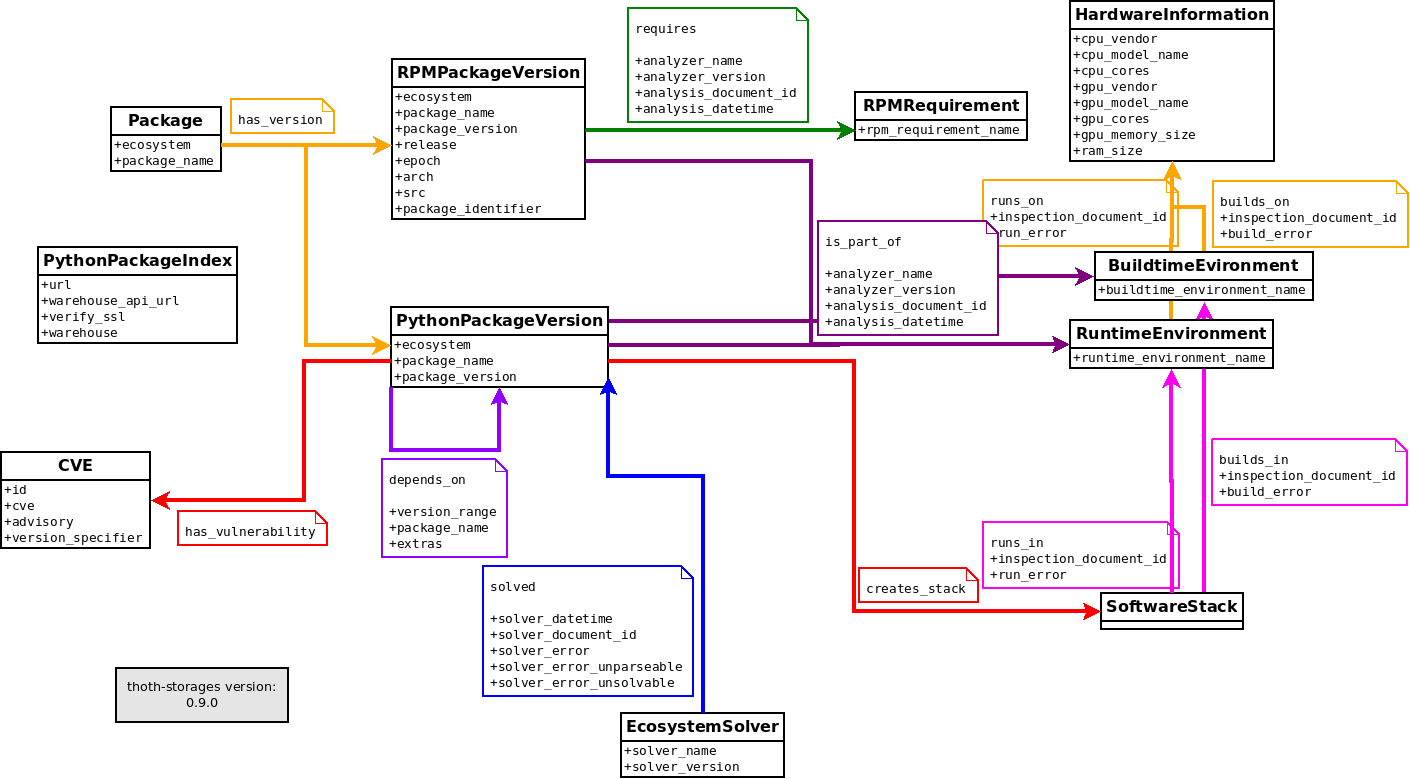 HardwareInformation
+cpu_vendor
+cpu_model_name
+cpu_cores
+gpu_vendor
+gpu_model_name
+gpu_cores
+gpu_memory_size
+ram_size
requires
+analyzer_name
+analyzer_version
+analysis_document_id
+analysis_datetime
RPMPackageVersion
+ecosystem
+package_name
+package_version
+release
+epoch
+arch
+src
+package_identifier
RPMRequirement
+rpm_requirement_name
Package
+ecosystem
+package_name
has_version
runs_on
+inspection_document_id
run_error
builds_on
+inspection_document_id
+build_error
is_part_of
+analyzer_name
+analyzer_version
+analysis_document_id
+analysis_datetime
PythonPackageIndex
+url
+warehouse_api_url
+verify_ssl
+warehouse
BuildtimeEvironment
+buildtime_environment_name
PythonPackageVersion
+ecosystem
+package_name
+package_version
RuntimeEnvironment
+runtime_environment_name
CVE
+id
+cve
+advisory
+version_specifier
has_vulnerability
depends_on
+version_range
+package_name
+extras
builds_in
+inspection_document_id
+build_error
runs_in
+inspection_document_id
+run_error
solved
+solver_datetime
+solver_document_id
+solver_error
+solver_error_unparseable
+solver_error_unsolvable
creates_stack
SoftwareStack
thoth-storages version:
0.9.0
EcosystemSolver
+solver_name
+solver_version